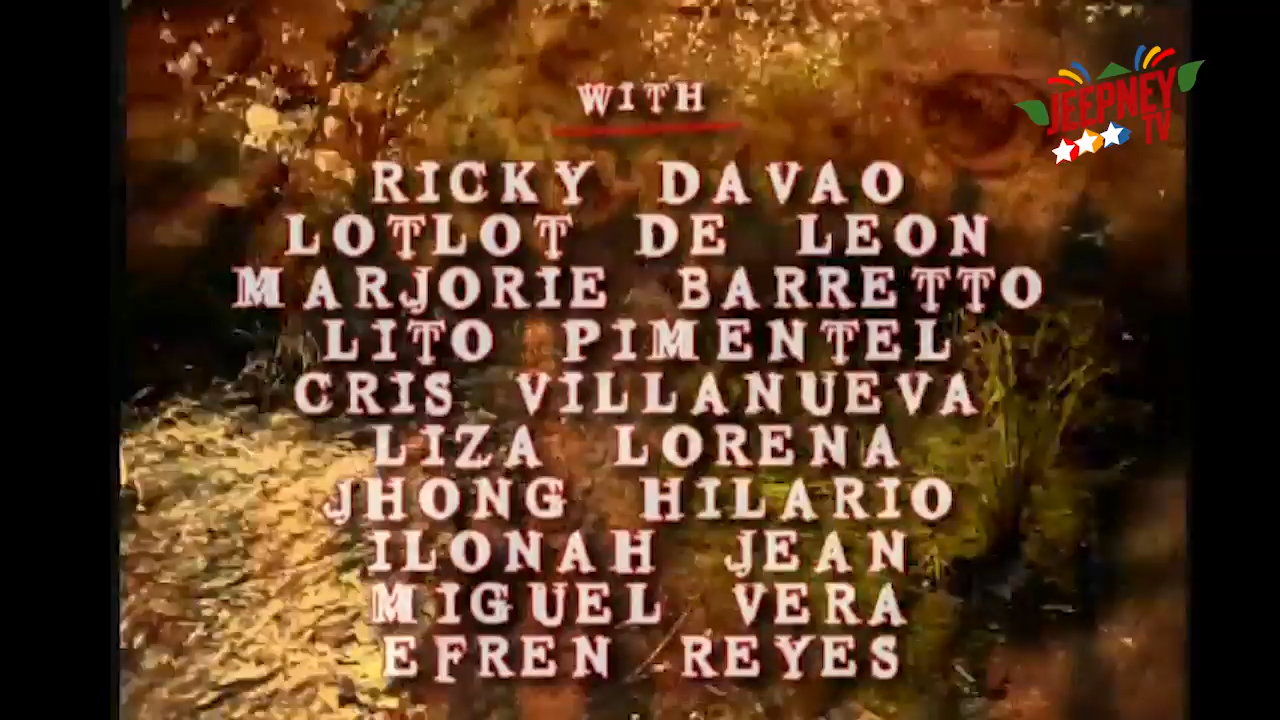 WITH
JEEPNEY
TV
RICKY DAVAO
LOTLOT DE LEON
MARJORIE BARRETTO
LITO PIMENTEL
CRIS VILLANUEVA
LIZA LORENA
JHONG HILARIO
ILONAH JEAN
MIGUEL VERA
EFREN REYES